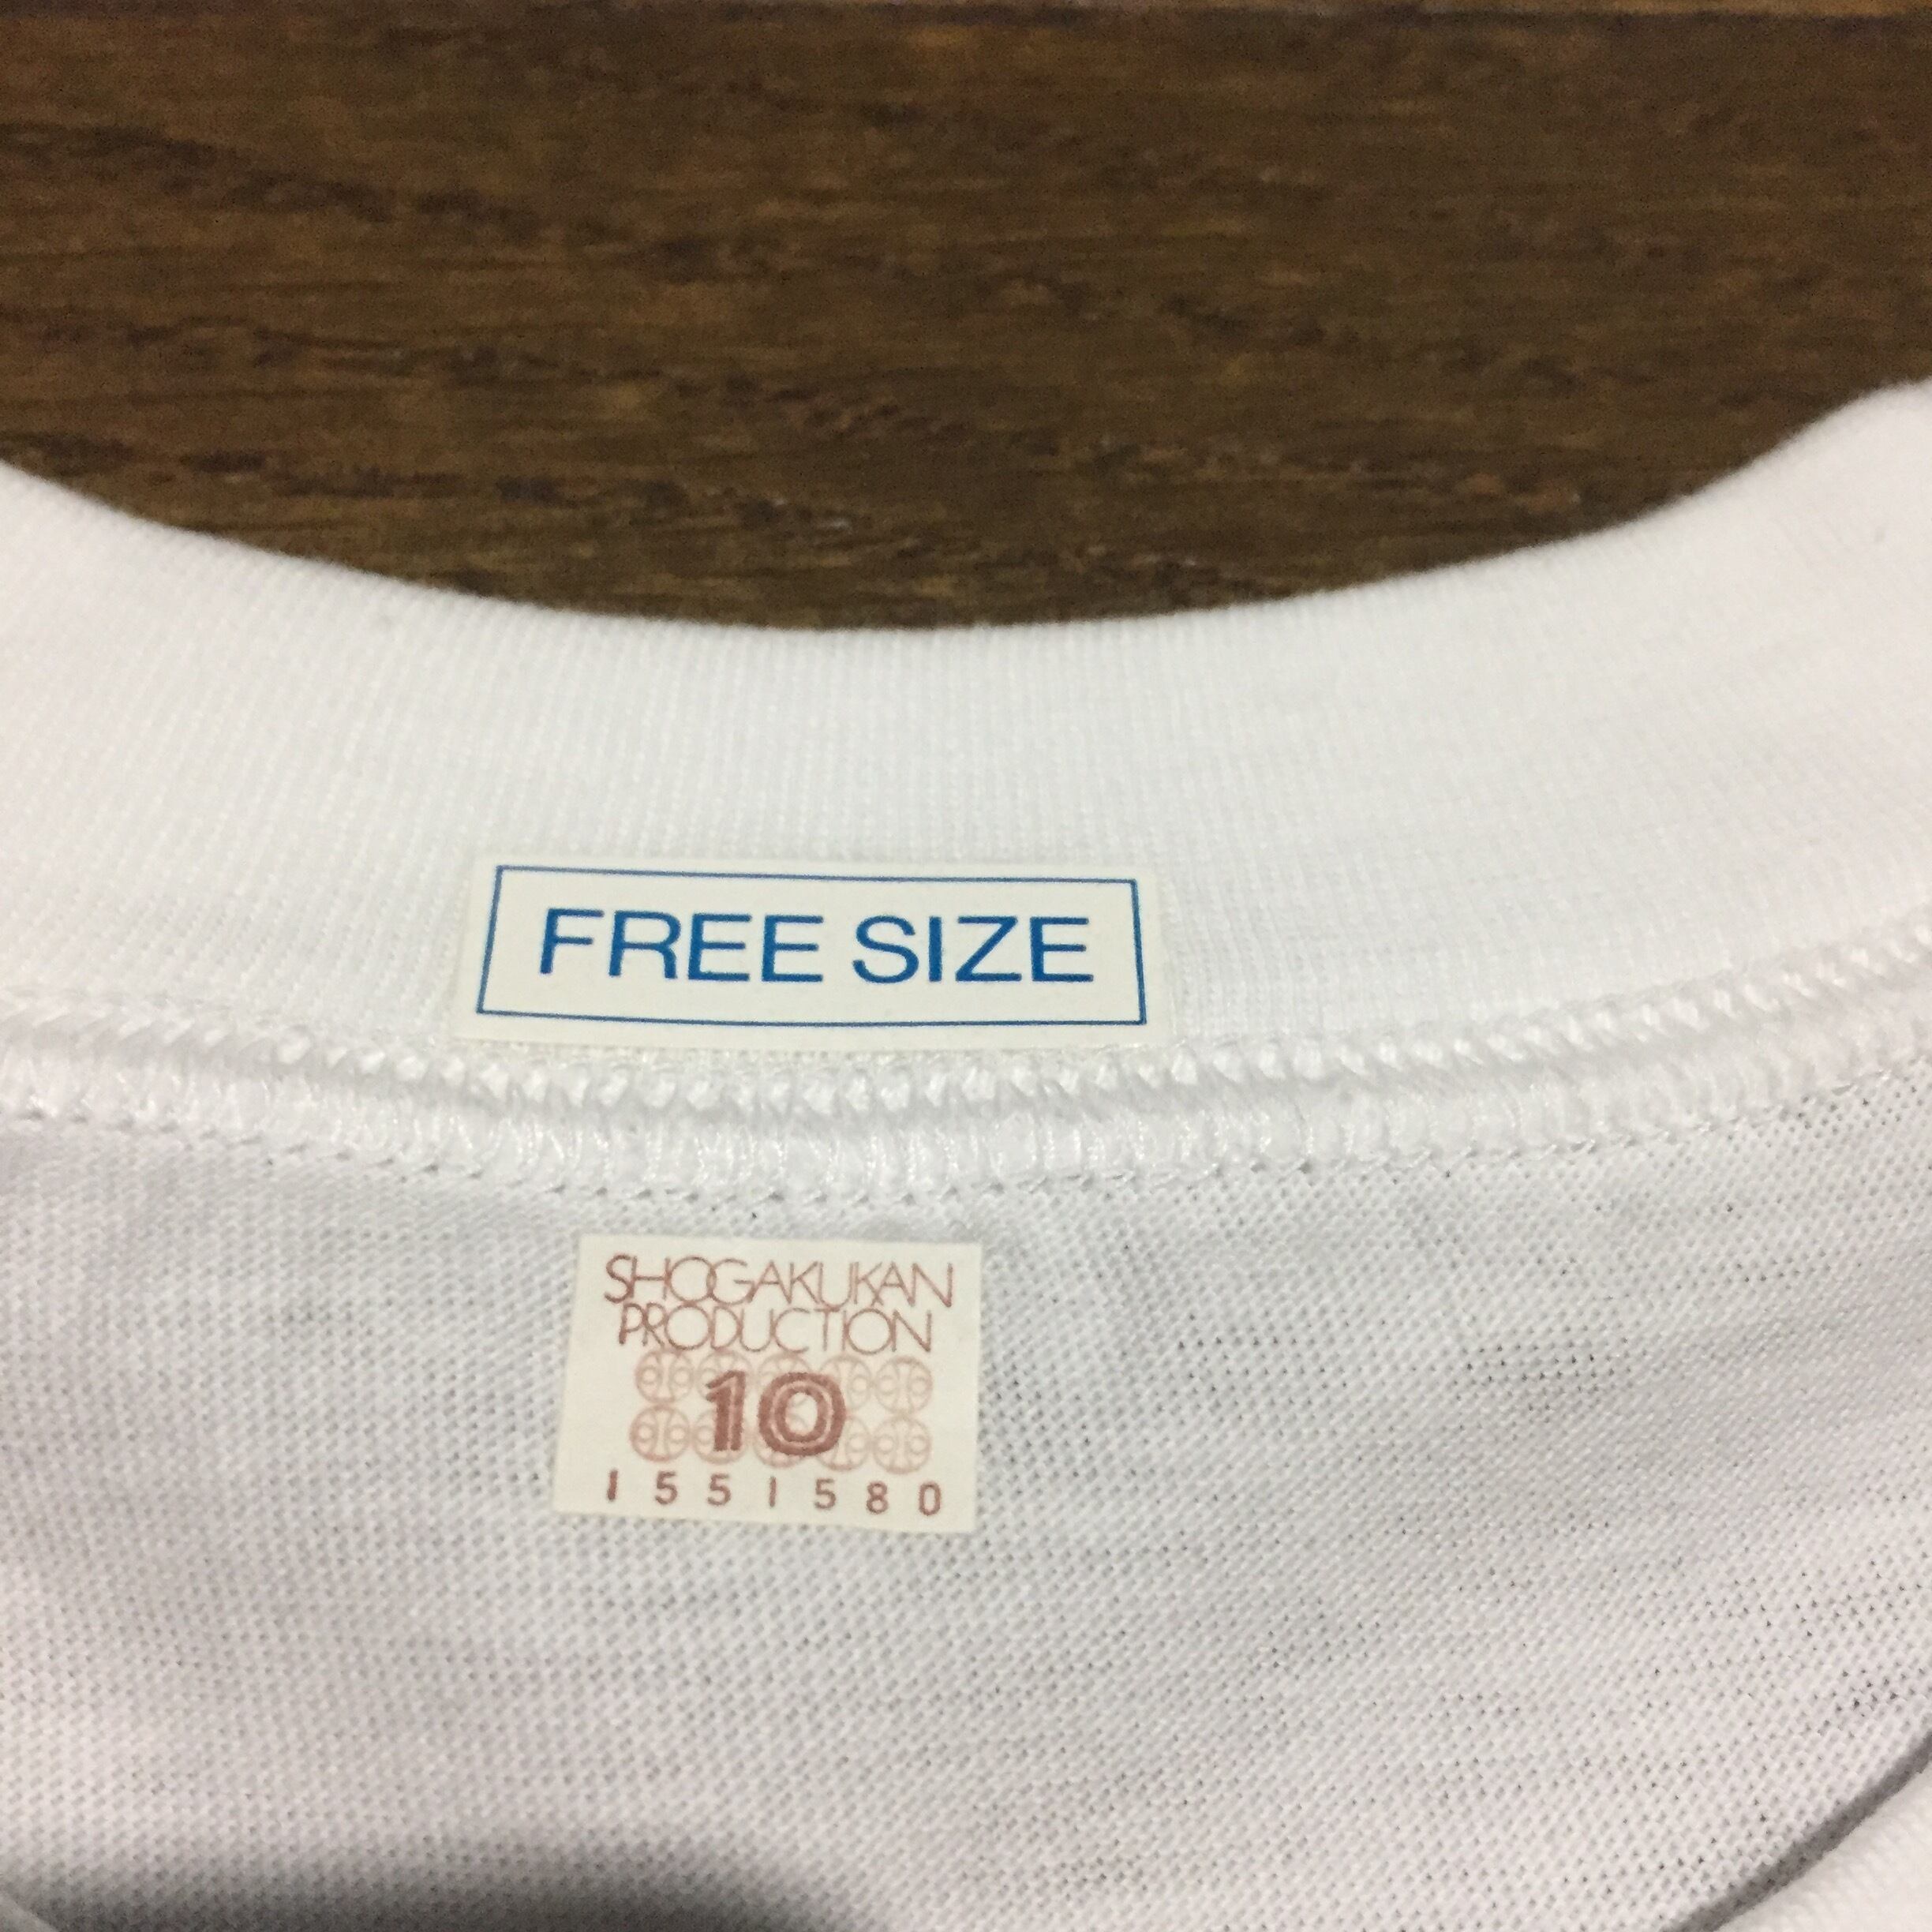 FREE SIZE
SHOGAKUKAN
PRODUCTION
10
1551580